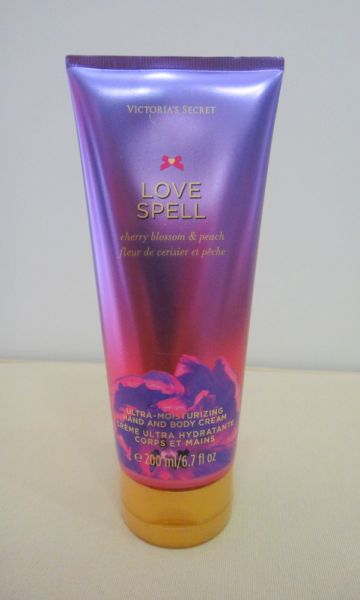 VICTORIA'S SECRET
LOVE
SPELL
cherry blossom & peach
fleur de cerisier et pêche
ULTRA-MOISTURIZING
HAND AND BODY CREAM
CRÈME ULTRA HYDRATANTE
CORPS ET MAINS
℮ 200 ml/6.7 fl oz